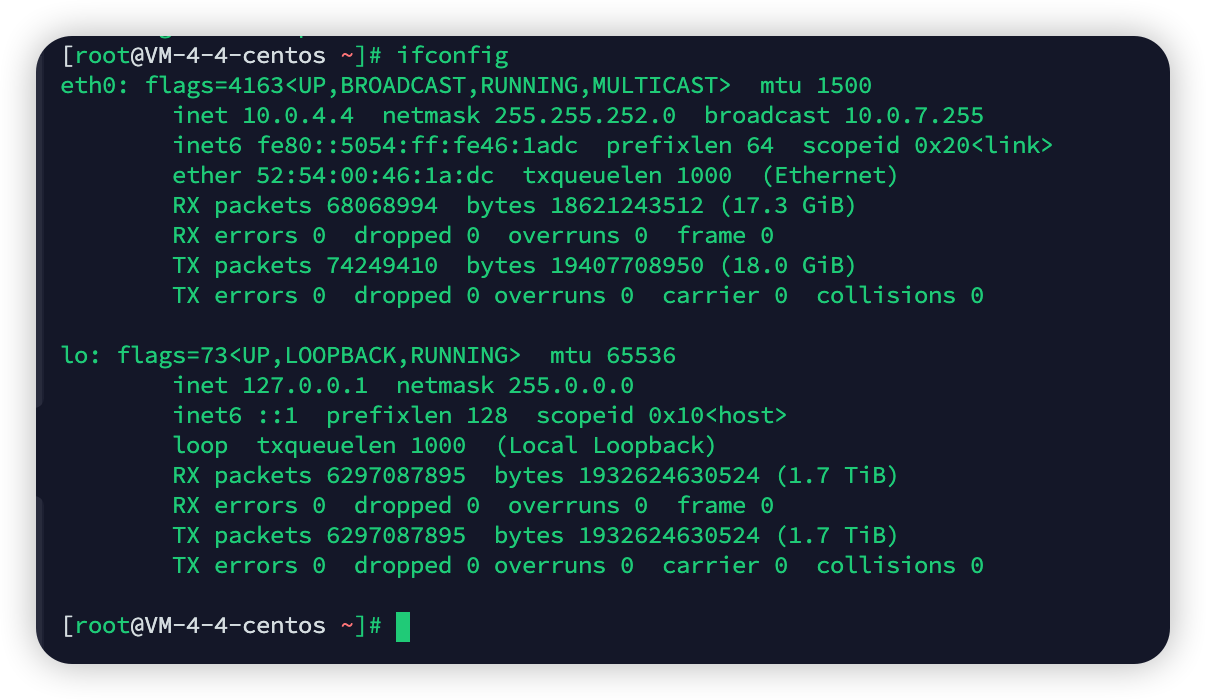 [root@VM-4-4-centos ~]# ifconfig
eth0: flags=4163<UP,BROADCAST,RUNNING,MULTICAST>  mtu 1500
        inet 10.0.4.4  netmask 255.255.252.0  broadcast 10.0.7.255
        inet6 fe80::5054:ff:fe46:1adc  prefixlen 64  scopeid 0x20<link>
        ether 52:54:00:46:1a:dc  txqueuelen 1000  (Ethernet)
        RX packets 68068994  bytes 18621243512 (17.3 GiB)
        RX errors 0  dropped 0  overruns 0  frame 0
        TX packets 74249410  bytes 19407708950 (18.0 GiB)
        TX errors 0  dropped 0 overruns 0  carrier 0  collisions 0

lo: flags=73<UP,LOOPBACK,RUNNING>  mtu 65536
        inet 127.0.0.1  netmask 255.0.0.0
        inet6 ::1  prefixlen 128  scopeid 0x10<host>
        loop  txqueuelen 1000  (Local Loopback)
        RX packets 6297087895  bytes 1932624630524 (1.7 TiB)
        RX errors 0  dropped 0  overruns 0  frame 0
        TX packets 6297087895  bytes 1932624630524 (1.7 TiB)
        TX errors 0  dropped 0 overruns 0  carrier 0  collisions 0

[root@VM-4-4-centos ~]#